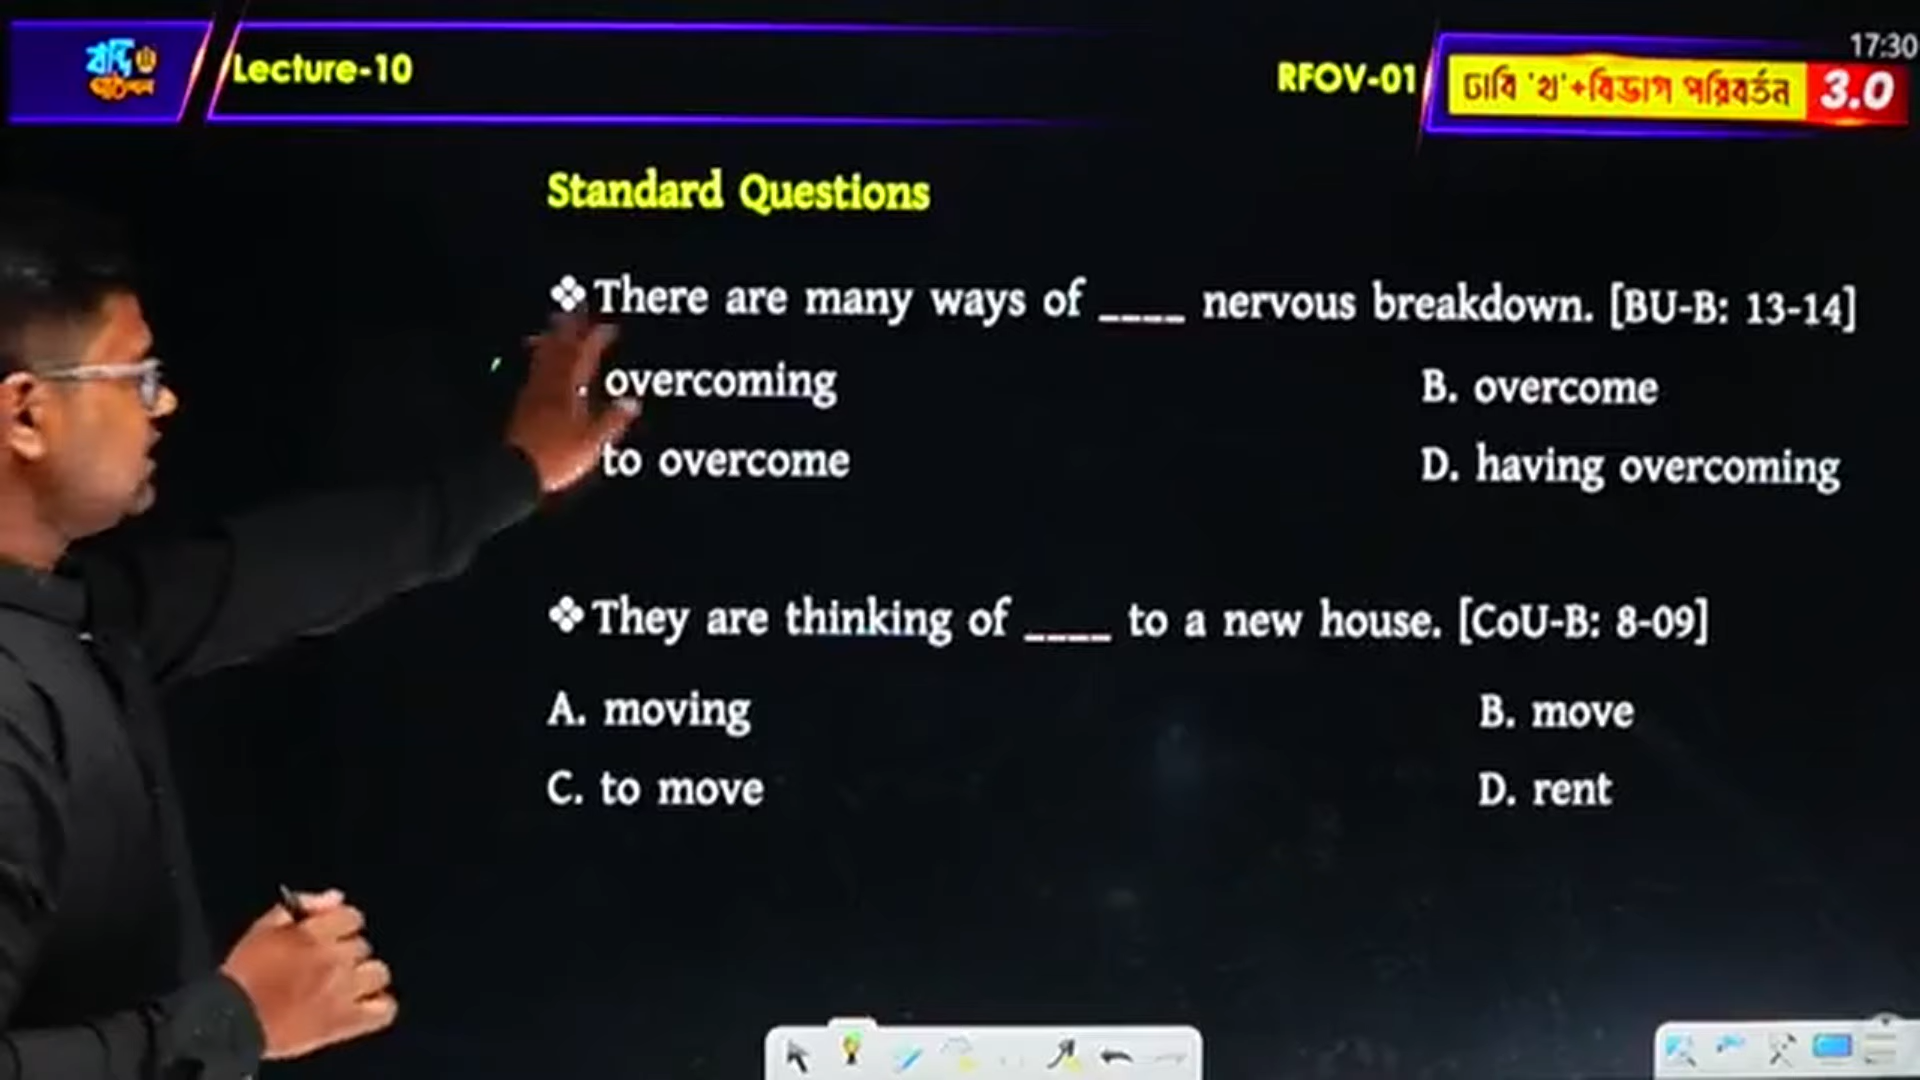 Lecture-10
RFOV-01
17:30
ঢাবি 'খ'+বিভাগ পরিবর্তন 3.0
Standard Questions
❖There are many ways of ____ nervous breakdown. [BU-B: 13-14]
. overcoming
B. overcome
to overcome
D. having overcoming
❖They are thinking of ____ to a new house. [CoU-B: 8-09]
A. moving
B. move
C. to move
D. rent